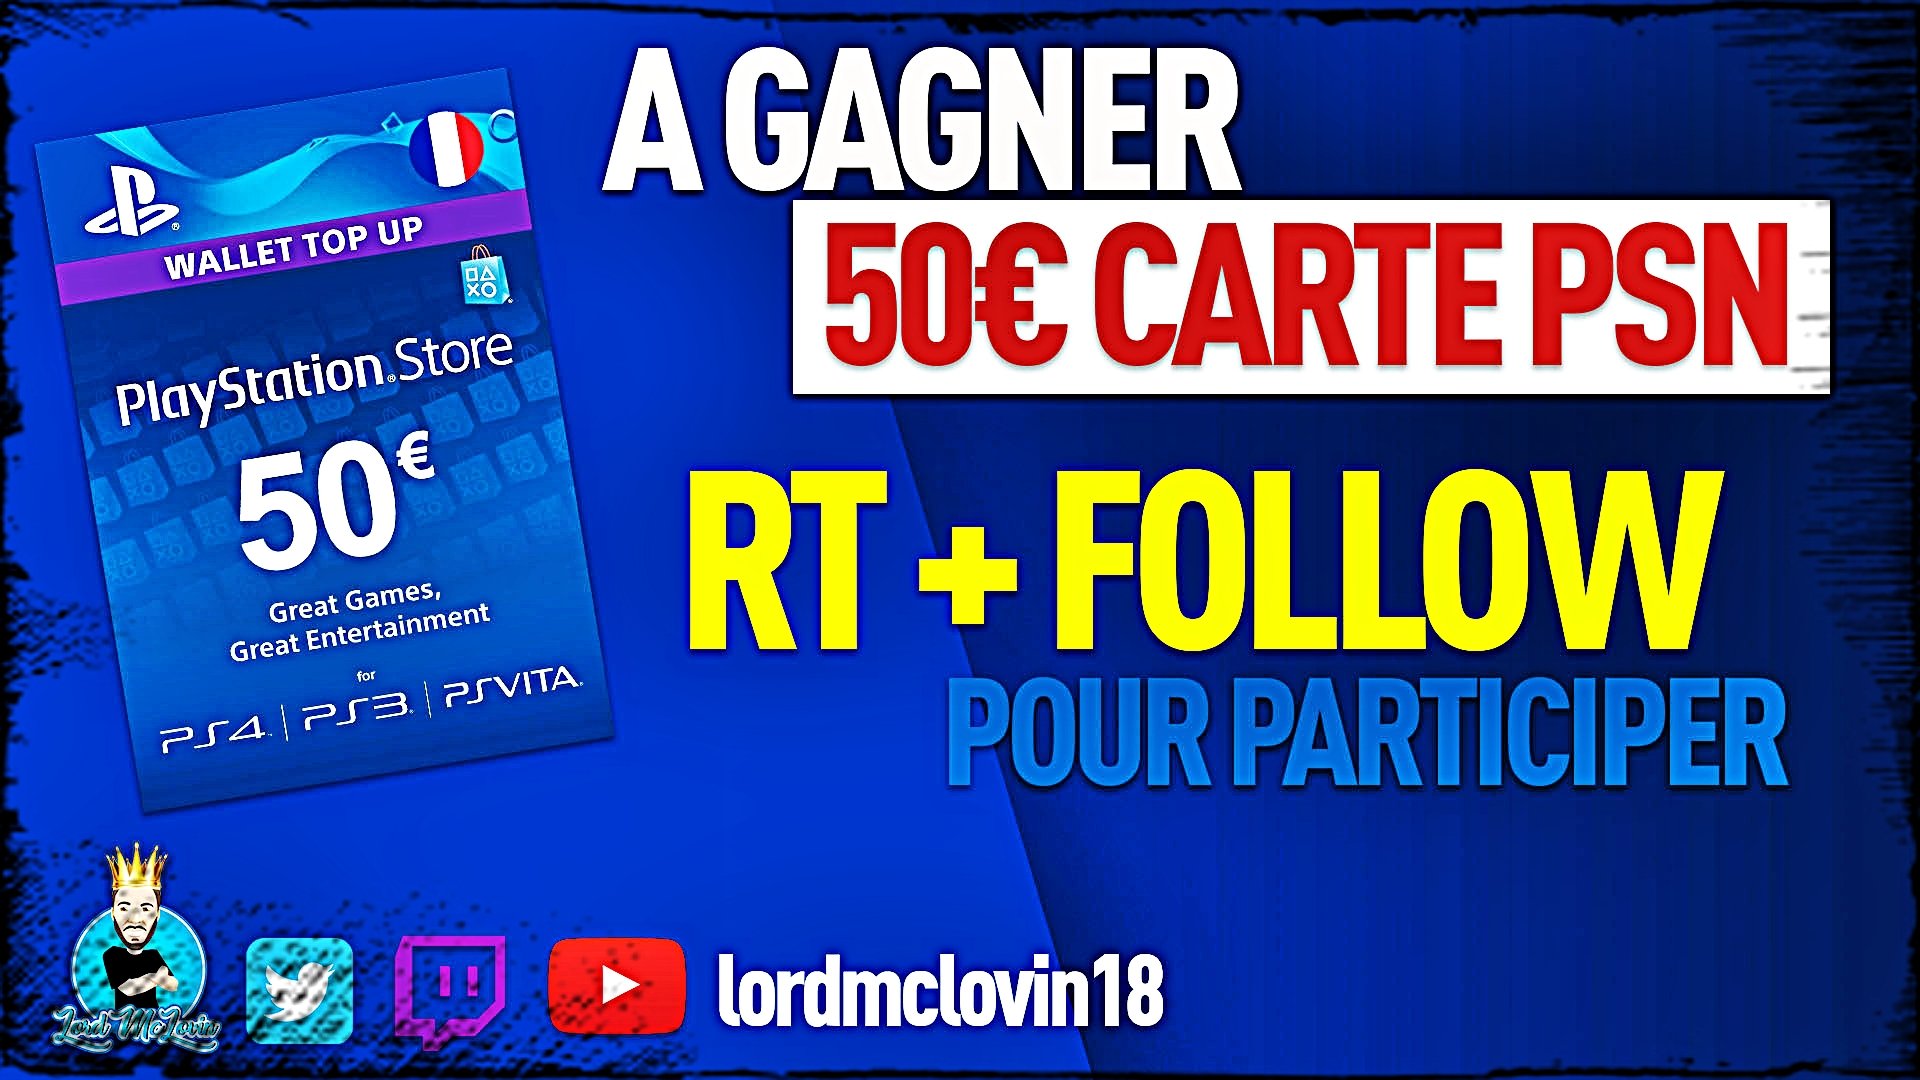 A GAGNER
50€ CARTE PSN
RT + FOLLOW
POUR PARTICIPER
WALLET TOP UP
PlayStation®Store
50€
Great Games,
Great Entertainment
for
PS4™ | PS3® | PSVITA®
Lord McLovin
lordmclovin18